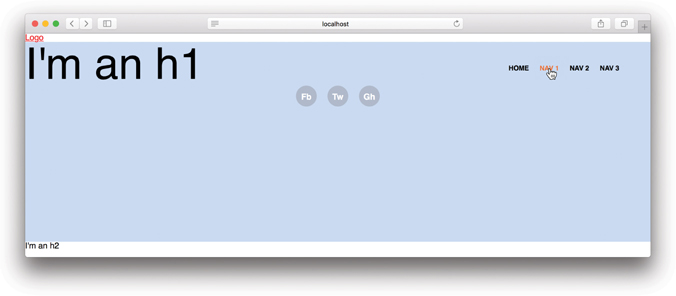 localhost
Logo
I'm an h1
HOME NAV 1 NAV 2 NAV 3
Fb Tw Gh
I'm an h2